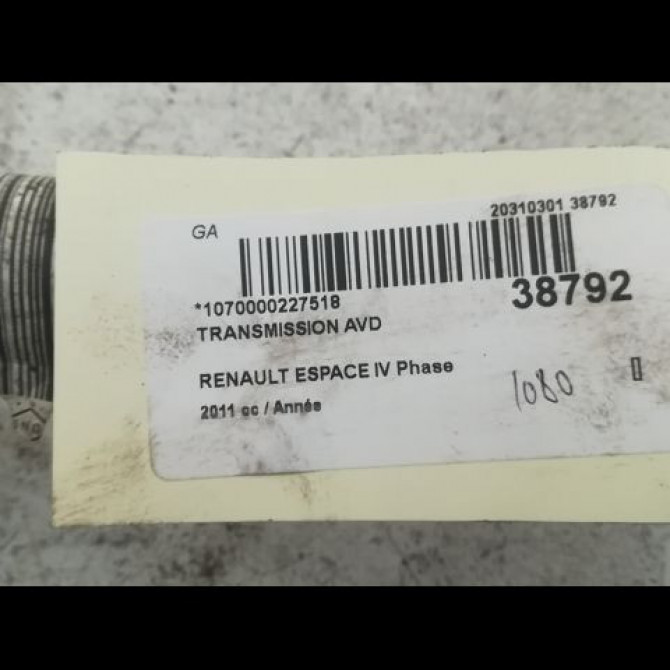 GA
20310301 38792
*1070000227518
38792
TRANSMISSION AVD
RENAULT ESPACE IV Phase
1080
2011 cc / Année